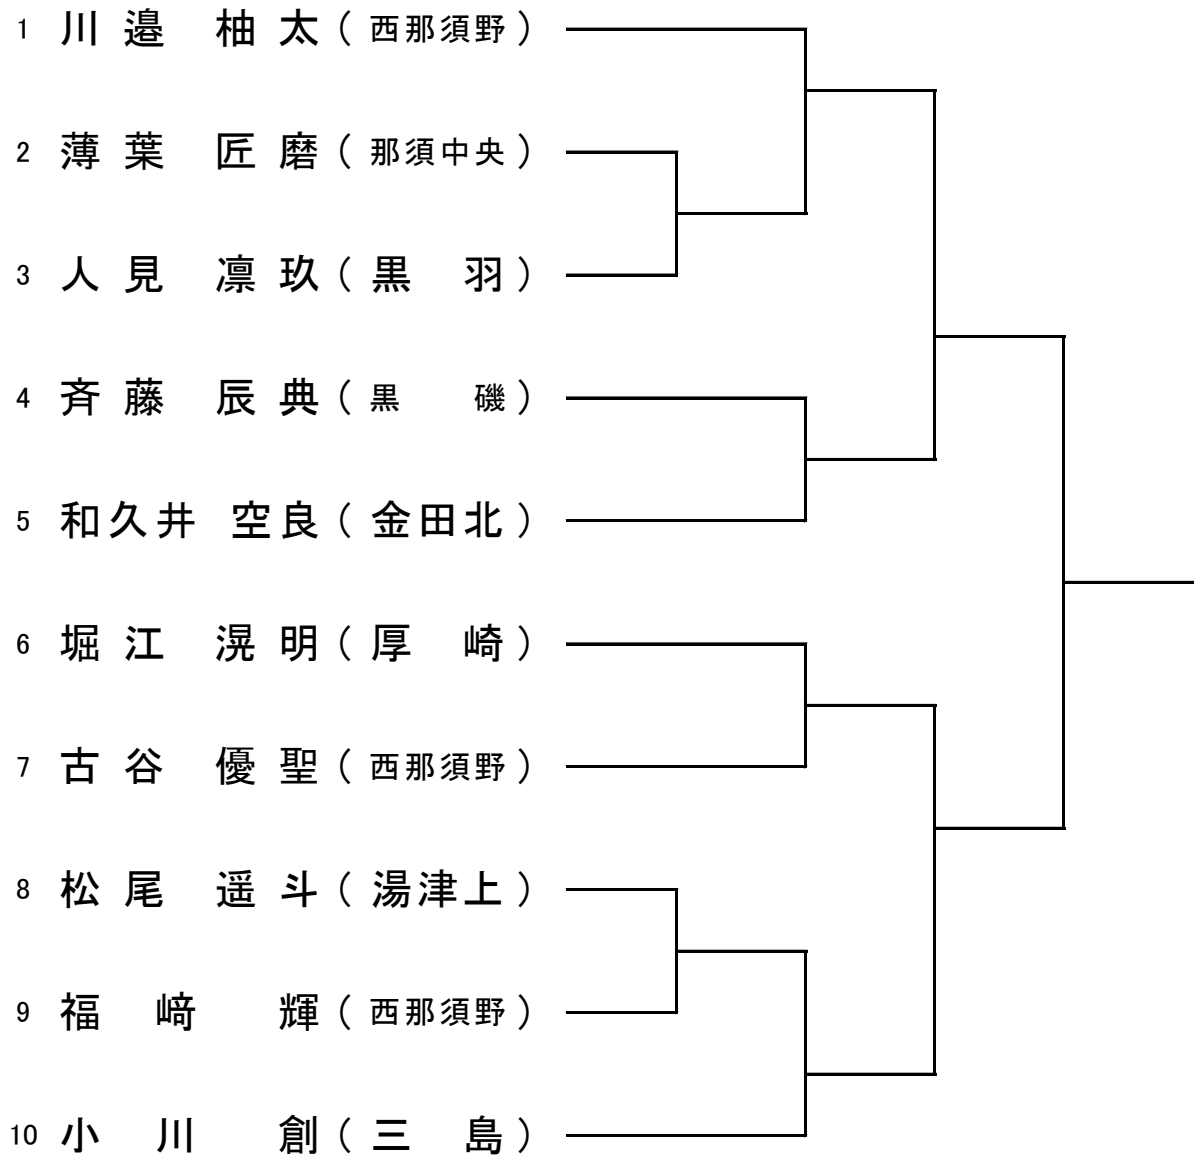 1 川邉 柚太(西那須野)
2 薄葉 匠磨(那須中央)
3 人見 凛玖(黒羽)
4 斉藤 辰典(黒磯)
5 和久井 空良(金田北)
6 堀江 滉明(厚崎)
7 古谷 優聖(西那須野)
8 松尾 遥斗(湯津上)
9 福﨑 輝(西那須野)
10 小川 創(三島)